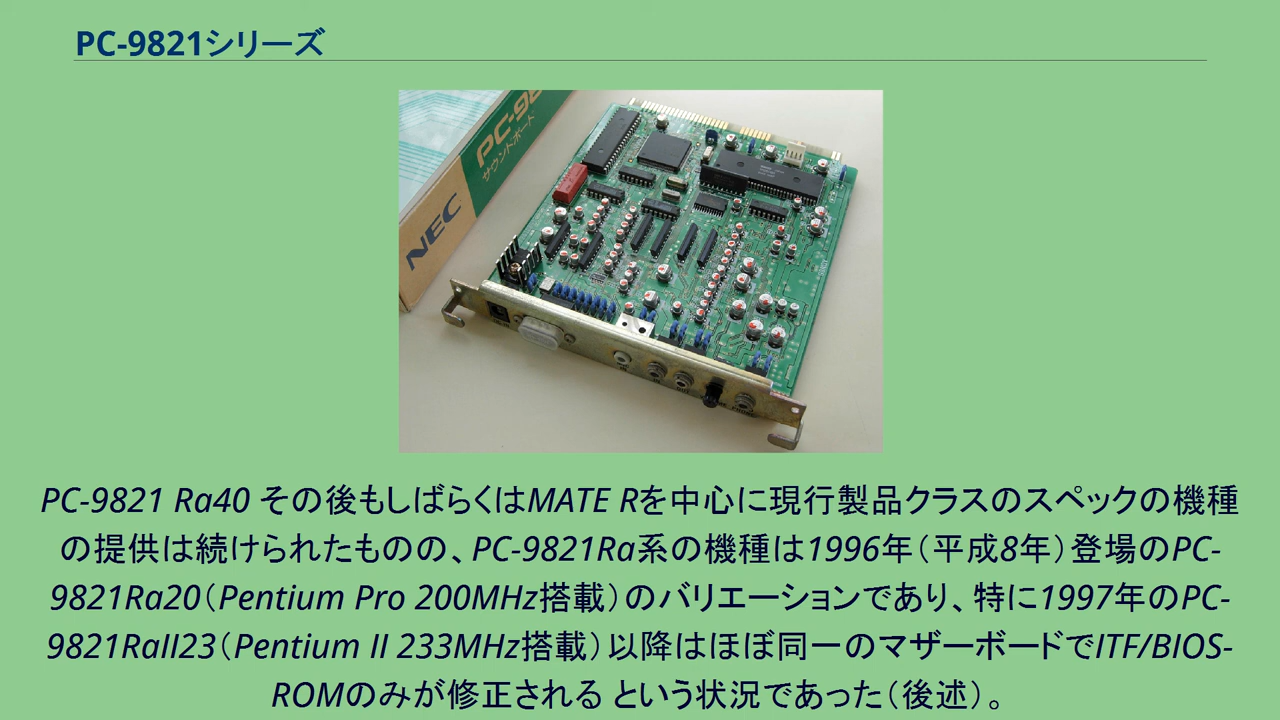 PC-9821シリーズ
PC-98
サウンドボード
NEC
PC-9821 Ra40 その後もしばらくはMATE Rを中心に現行製品クラスのスペックの機種
の提供は続けられたものの、PC-9821Ra系の機種は1996年（平成8年）登場のPC-
9821Ra20（Pentium Pro 200MHz搭載）のバリエーションであり、特に1997年のPC-
9821RaII23（Pentium II 233MHz搭載）以降はほぼ同一のマザーボードでITF/BIOS-
ROMのみが修正される という状況であった（後述）。